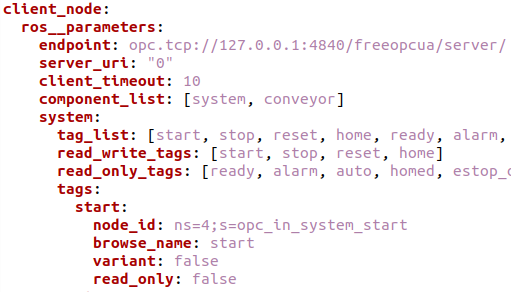 client_node:
ros__parameters:
endpoint: opc.tcp://127.0.0.1:4840/freeopcua/server/
server_uri: "0"
client_timeout: 10
component_list: [system, conveyor]
system:
tag_list: [start, stop, reset, home, ready, alarm,
read_write_tags: [start, stop, reset, home]
read_only_tags: [ready, alarm, auto, homed, estop_
tags:
start:
node_id: ns=4;s=opc_in_system_start
browse_name: start
variant: false
read_only: false